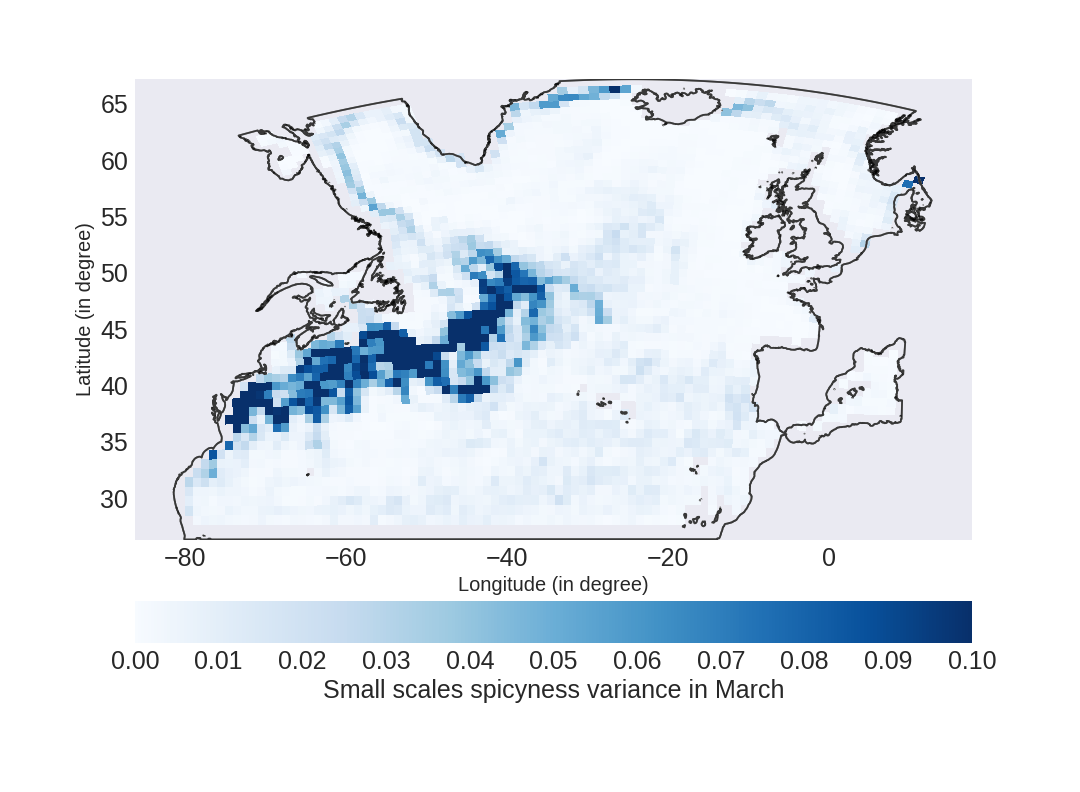 65
60
55
50
45
40
35
30
Latitude (in degree)
−80 −60 −40 −20 0
Longitude (in degree)
0.00 0.01 0.02 0.03 0.04 0.05 0.06 0.07 0.08 0.09 0.10
Small scales spicyness variance in March